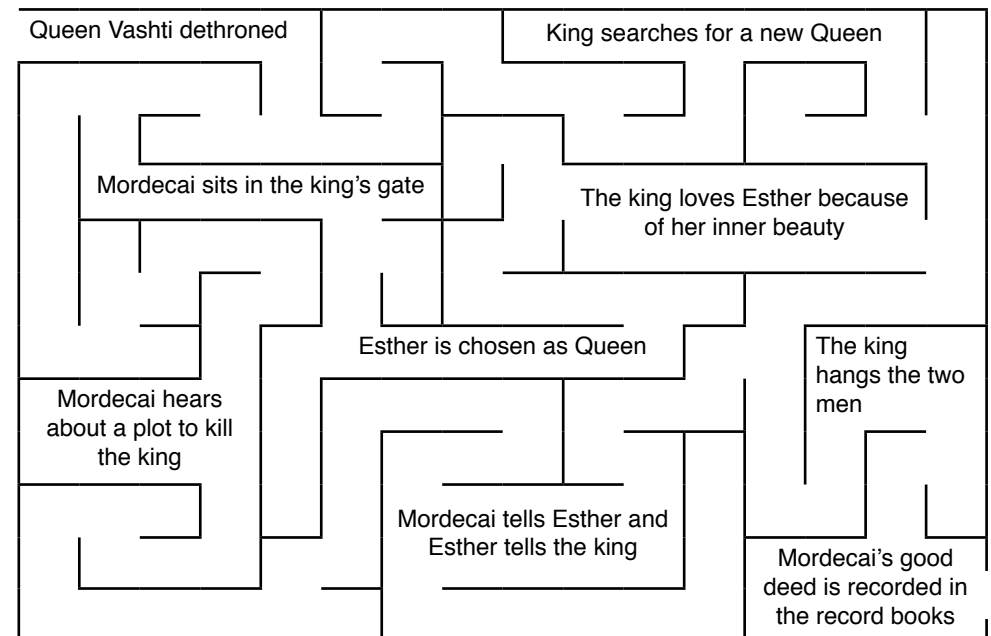 Queen Vashti dethroned
King searches for a new Queen
Mordecai sits in the king’s gate
The king loves Esther because
of her inner beauty
Esther is chosen as Queen
The king
hangs the two
men
Mordecai hears
about a plot to kill
the king
Mordecai tells Esther and
Esther tells the king
Mordecai’s good
deed is recorded in
the record books